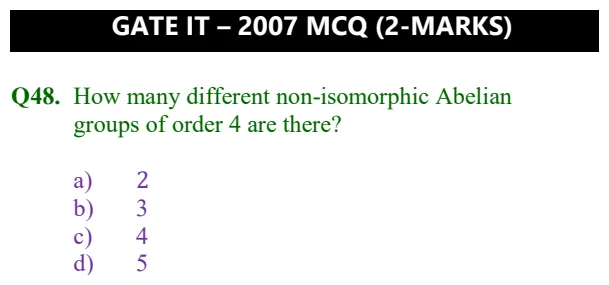 GATE IT – 2007 MCQ (2-MARKS)
Q48. How many different non-isomorphic Abelian
groups of order 4 are there?
a) 2
b) 3
c) 4
d) 5